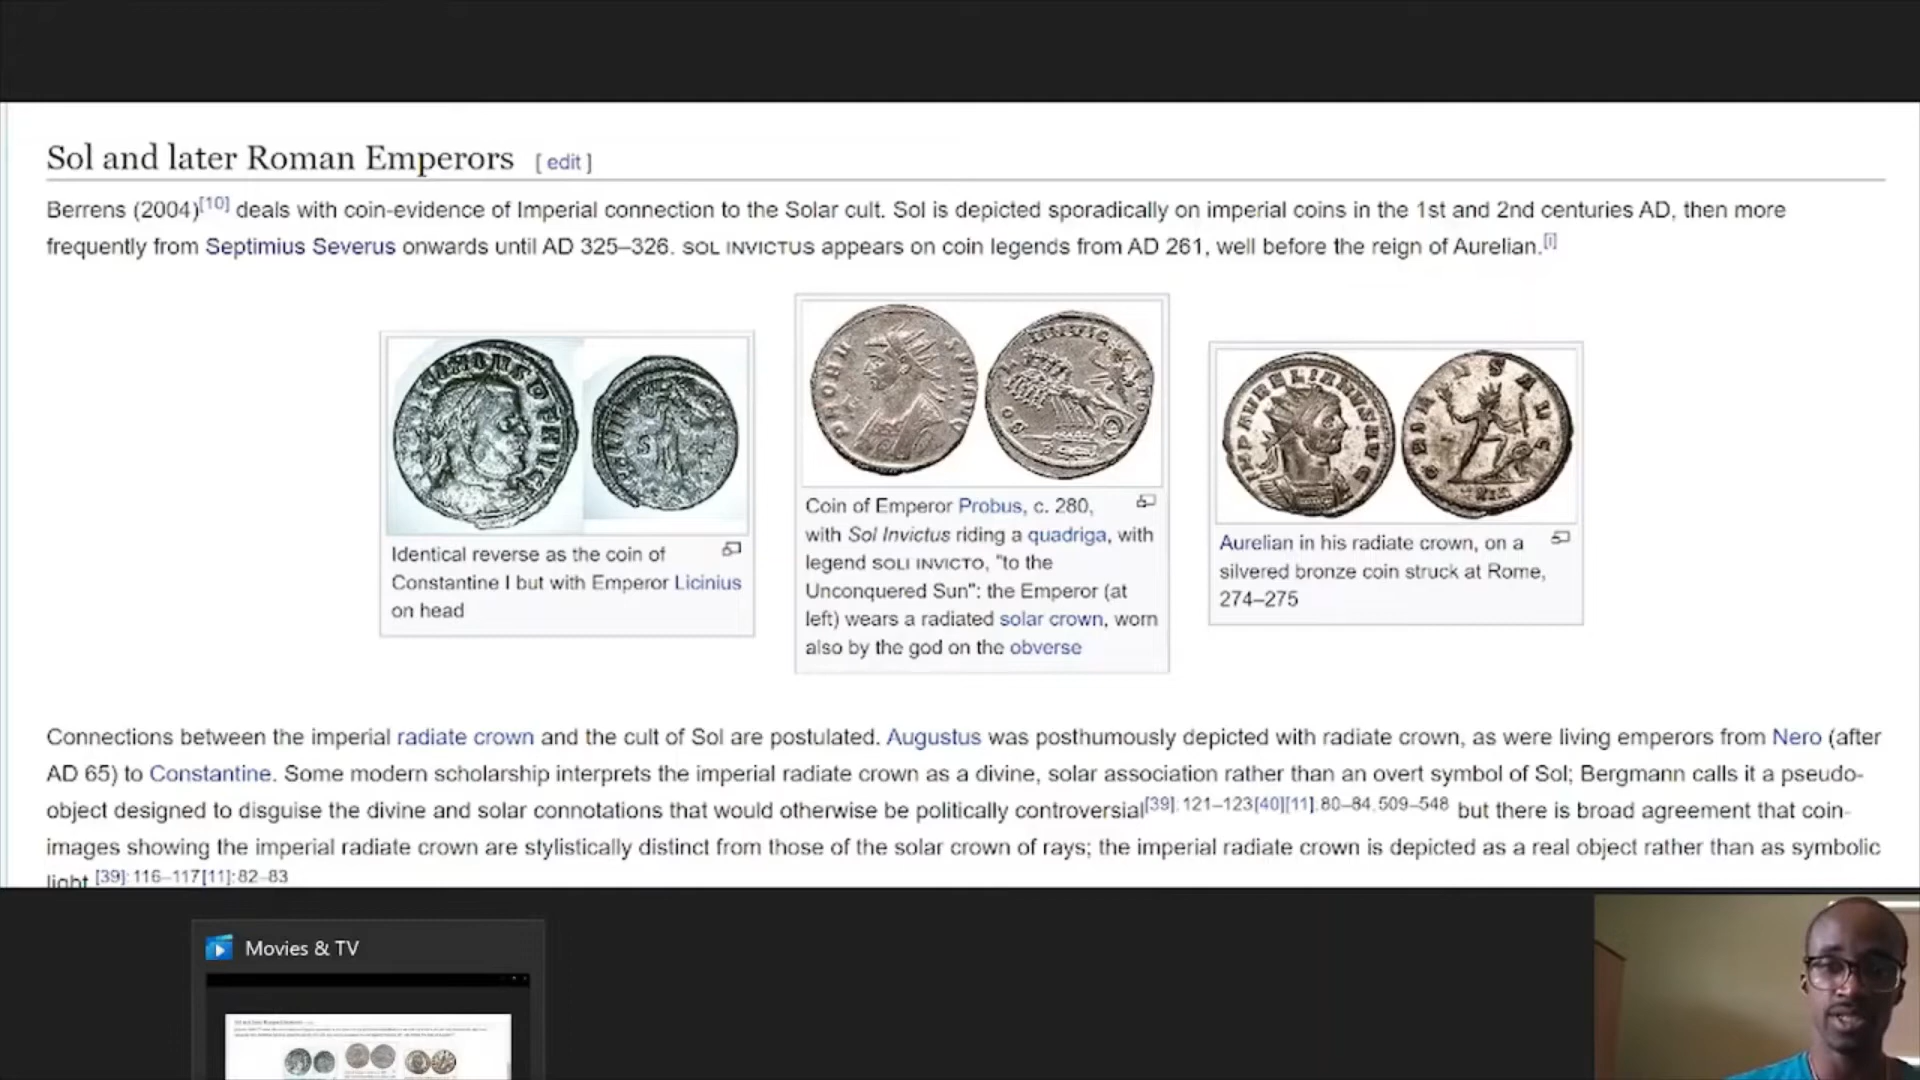 Sol and later Roman Emperors [ edit ]
Berrens (2004)[10] deals with coin-evidence of Imperial connection to the Solar cult. Sol is depicted sporadically on imperial coins in the 1st and 2nd centuries AD, then more
frequently from Septimius Severus onwards until AD 325–326. SOL INVICTUS appears on coin legends from AD 261, well before the reign of Aurelian.[i]
Identical reverse as the coin of
Constantine I but with Emperor Licinius
on head
Coin of Emperor Probus, c. 280,
with Sol Invictus riding a quadriga, with
legend SOLI INVICTO, "to the
Unconquered Sun": the Emperor (at
left) wears a radiated solar crown, worn
also by the god on the obverse
IMP AURELIANUS AUG
Aurelian in his radiate crown, on a
silvered bronze coin struck at Rome,
274–275
Connections between the imperial radiate crown and the cult of Sol are postulated. Augustus was posthumously depicted with radiate crown, as were living emperors from Nero (after
AD 65) to Constantine. Some modern scholarship interprets the imperial radiate crown as a divine, solar association rather than an overt symbol of Sol; Bergmann calls it a pseudo-
object designed to disguise the divine and solar connotations that would otherwise be politically controversial[39]: 121–123[40][11]:80–84, 509–548 but there is broad agreement that coin-
images showing the imperial radiate crown are stylistically distinct from those of the solar crown of rays; the imperial radiate crown is depicted as a real object rather than as symbolic
light.[39]: 116–117[11]: 82–83
Movies & TV